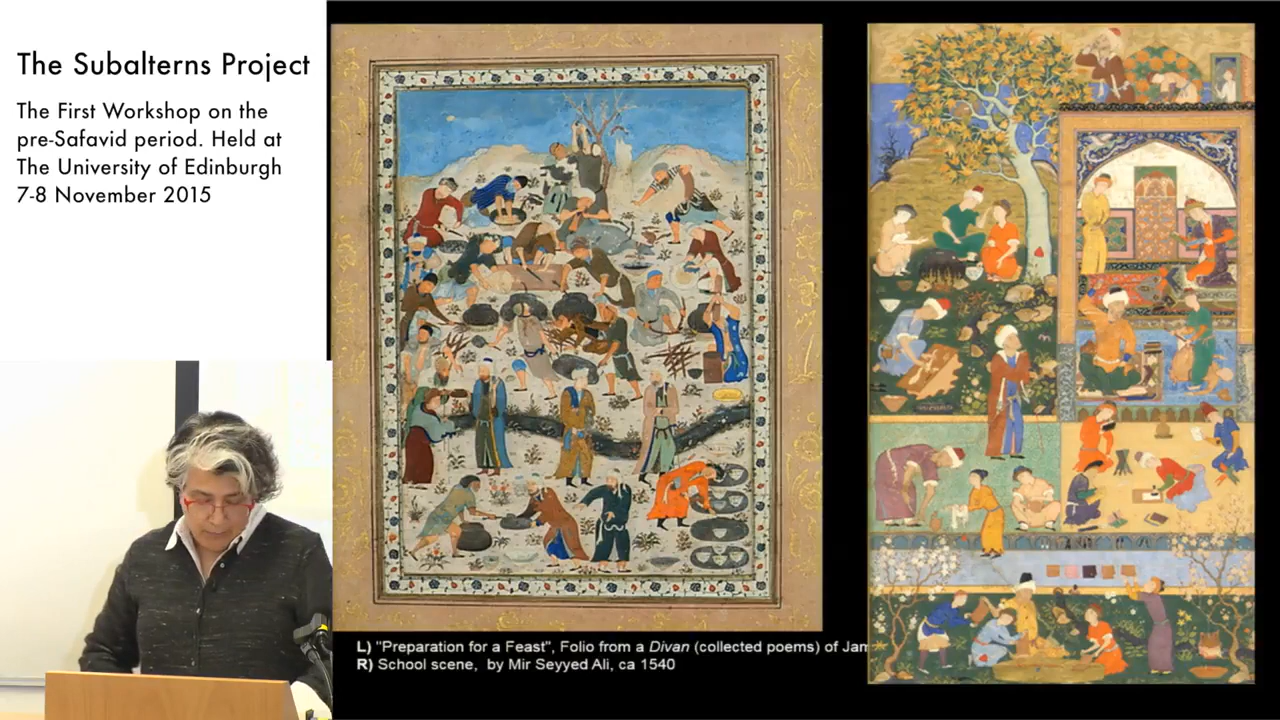 The Subalterns Project
The First Workshop on the
pre-Safavid period. Held at
The University of Edinburgh
7-8 November 2015
L) "Preparation for a Feast", Folio from a Divan (collected poems) of Jam
R) School scene, by Mir Seyyed Ali, ca 1540